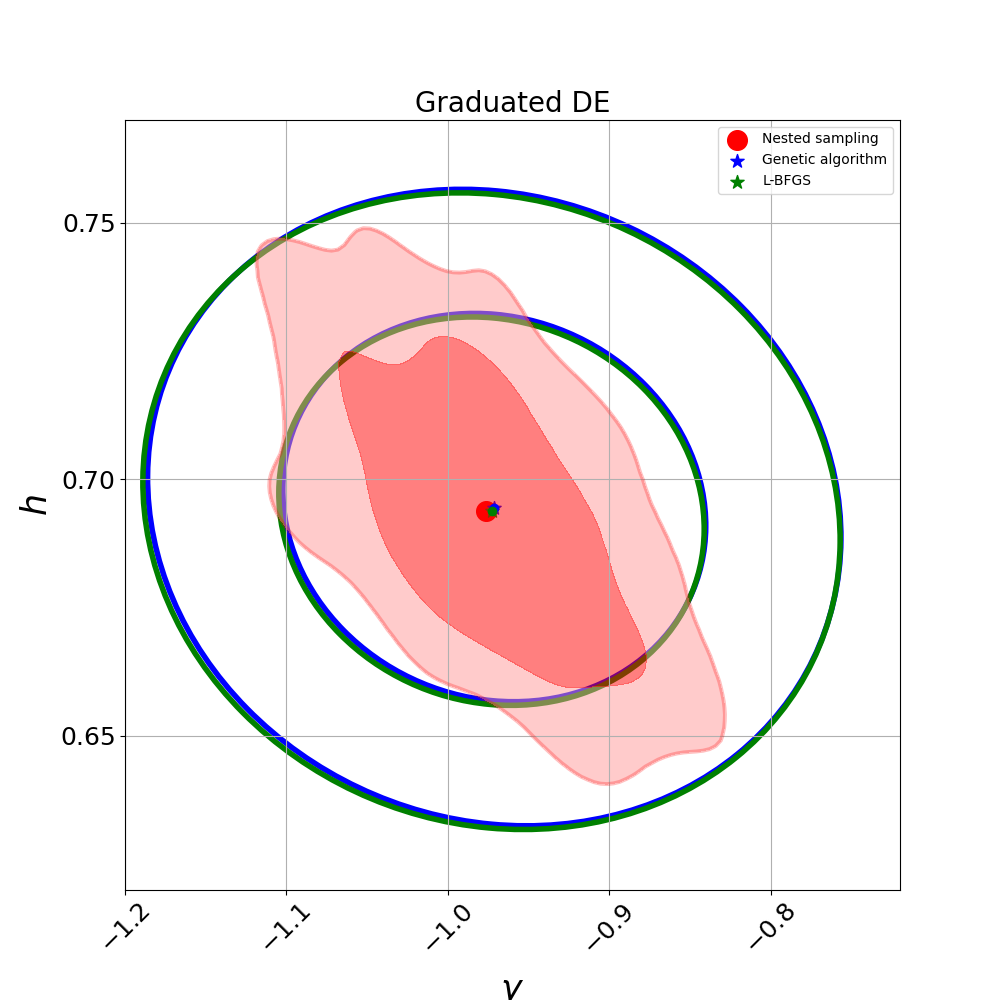 Graduated DE
Nested sampling
Genetic algorithm
L-BFGS
0.75
0.70
0.65
h
−1.2
−1.1
−1.0
−0.9
−0.8